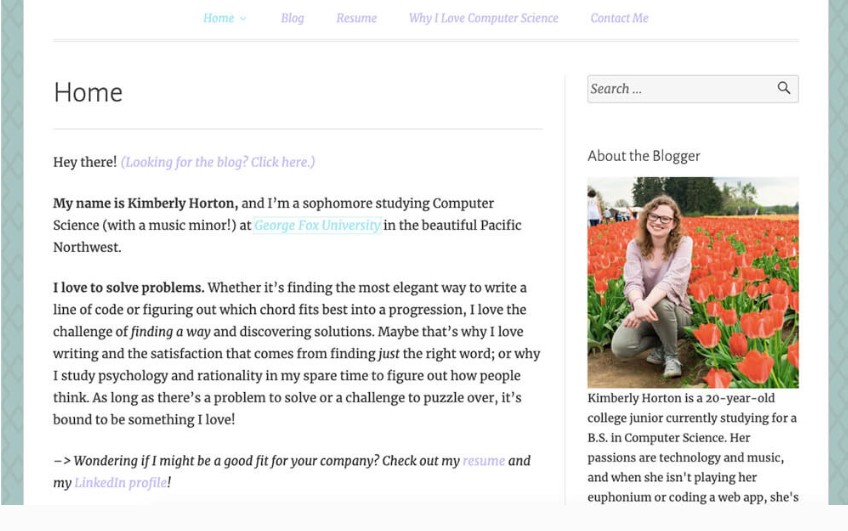 Home Blog Resume Why I Love Computer Science Contact Me
Home
Hey there! (Looking for the blog? Click here.)
My name is Kimberly Horton, and I'm a sophomore studying Computer
Science (with a music minor!) at George Fox University in the beautiful Pacific
Northwest.
I love to solve problems. Whether it's finding the most elegant way to write a
line of code or figuring out which chord fits best into a progression, I love the
challenge of finding a way and discovering solutions. Maybe that's why I love
writing and the satisfaction that comes from finding just the right word; or why
I study psychology and rationality in my spare time to figure out how people
think. As long as there's a problem to solve or a challenge to puzzle over, it's
bound to be something I love!
–> Wondering if I might be a good fit for your company? Check out my resume and
my LinkedIn profile!
Search ...
About the Blogger
Kimberly Horton is a 20-year-old
college junior currently studying for a
B.S. in Computer Science. Her
passions are technology and music,
and when she isn't playing her
euphonium or coding a web app, she's